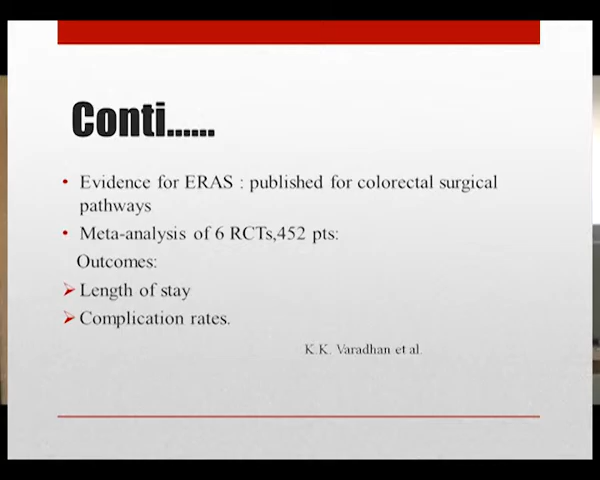 Conti......
• Evidence for ERAS : published for colorectal surgical
pathways
• Meta-analysis of 6 RCTs,452 pts:
Outcomes:
➢ Length of stay
➢ Complication rates.
K.K. Varadhan et al.